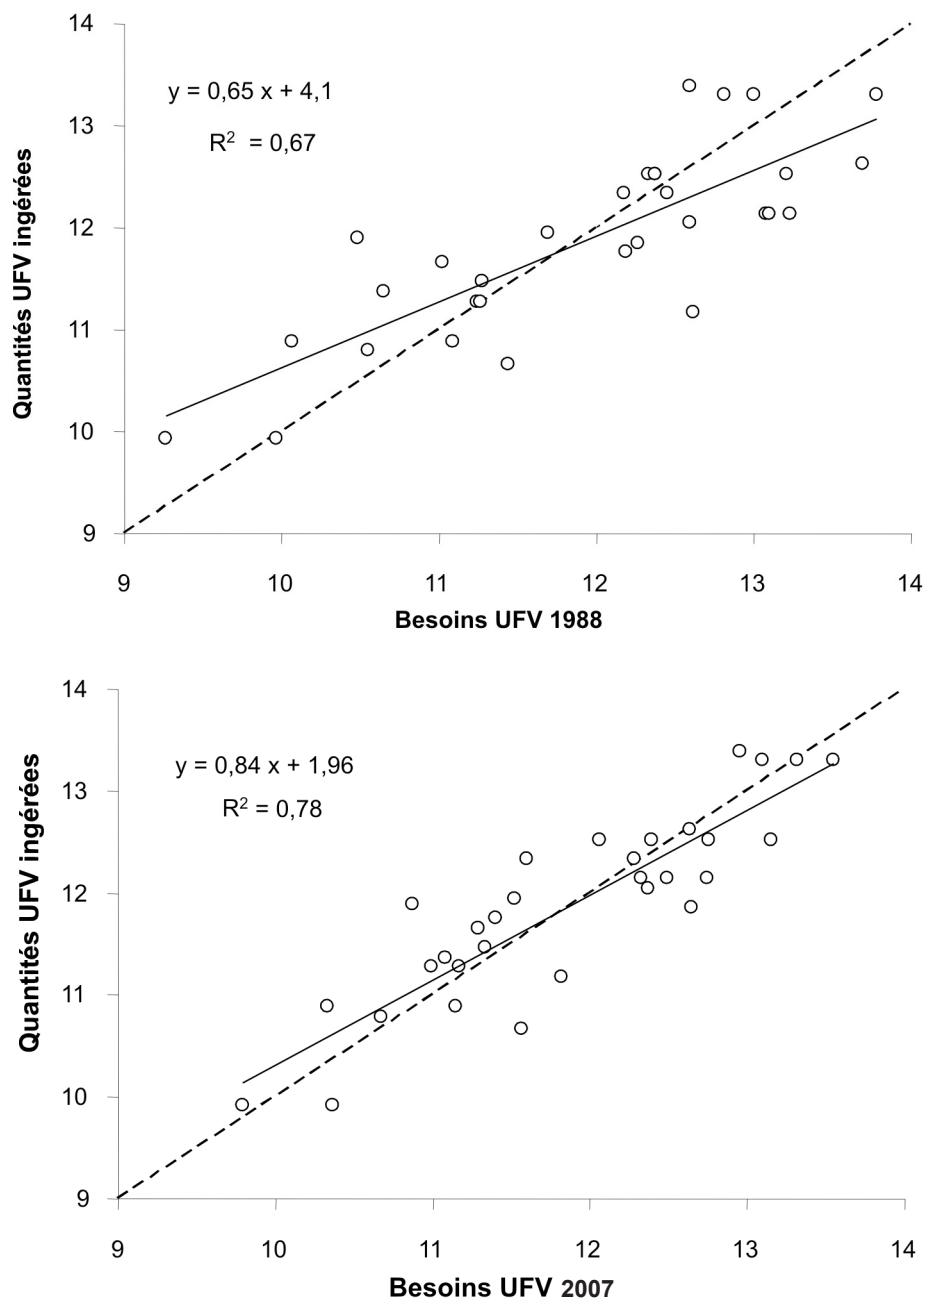 14
13
12
11
10
9
Quantités UFV ingérées
y = 0,65 x + 4,1
R² = 0,67
9 10 11 12 13 14
Besoins UFV 1988
14
13
12
11
10
9
Quantités UFV ingérées
y = 0,84 x + 1,96
R² = 0,78
9 10 11 12 13 14
Besoins UFV 2007